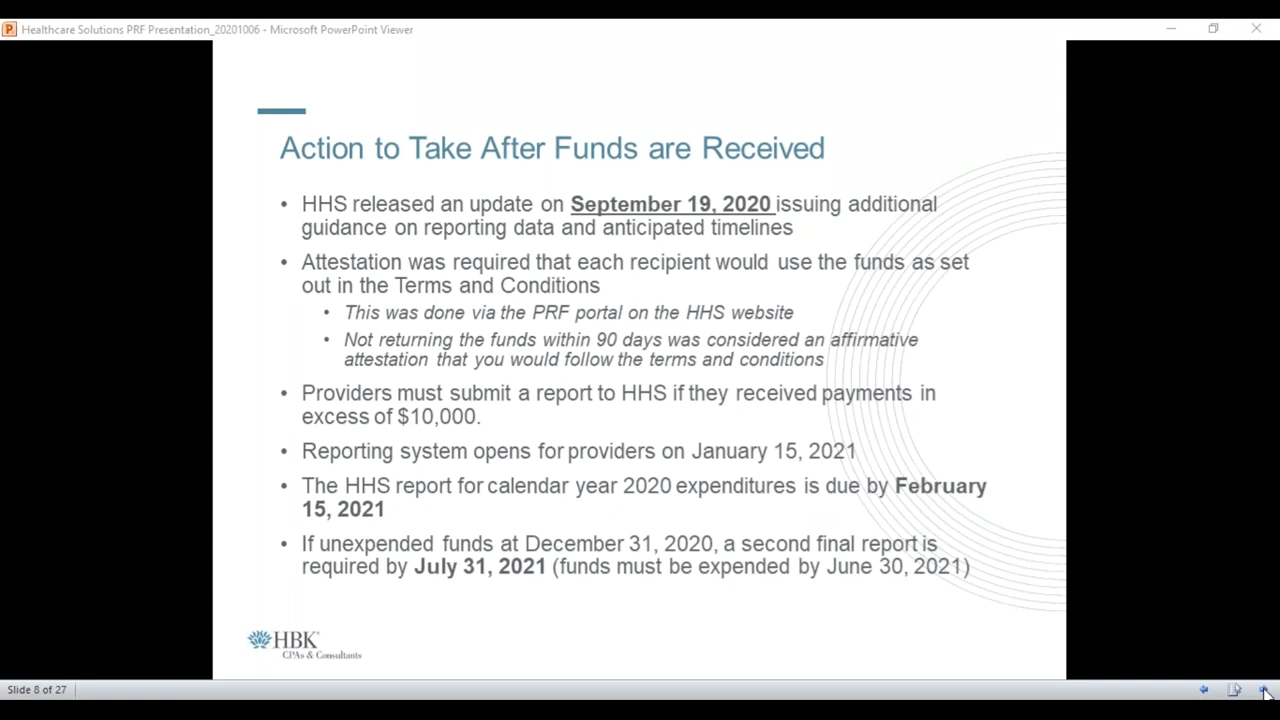 Healthcare Solutions PRF Presentation_20201006 - Microsoft PowerPoint Viewer
Action to Take After Funds are Received
• HHS released an update on September 19, 2020 issuing additional
guidance on reporting data and anticipated timelines
• Attestation was required that each recipient would use the funds as set
out in the Terms and Conditions
• This was done via the PRF portal on the HHS website
• Not returning the funds within 90 days was considered an affirmative
attestation that you would follow the terms and conditions
• Providers must submit a report to HHS if they received payments in
excess of $10,000.
• Reporting system opens for providers on January 15, 2021
• The HHS report for calendar year 2020 expenditures is due by February
15, 2021
• If unexpended funds at December 31, 2020, a second final report is
required by July 31, 2021 (funds must be expended by June 30, 2021)
HBK
CPAs & Consultants
Slide 8 of 27